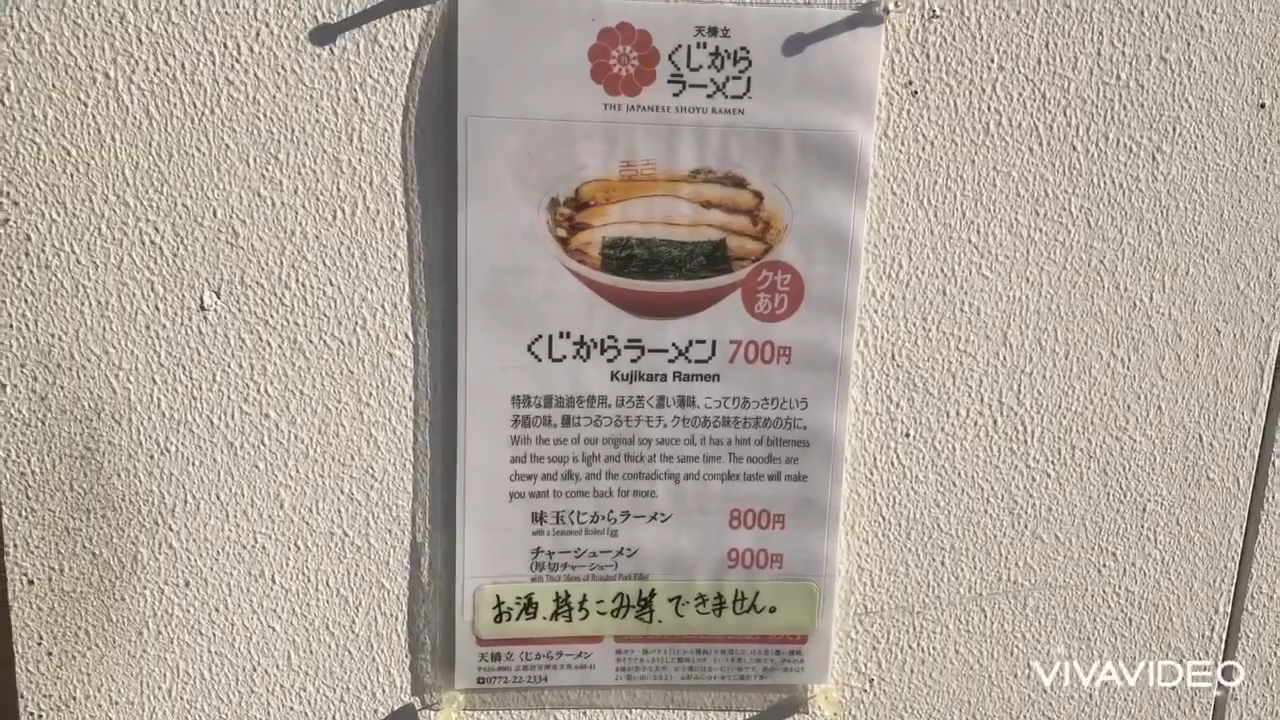 天橋立
くじから
ラーメン
THE JAPANESE SHOYU RAMEN
クセ
あり
くじからラーメン 700円
Kujikara Ramen
特殊な醤油油を使用。ほろ苦く濃い薄味、こってりあっさりという
矛盾の味。麺はつるつるモチモチ。クセのある味をお求めの方に。
With the use of our original soy sauce oil, it has a hint of bitterness
and the soup is light and thick at the same time. The noodles are
chewy and silky, and the contradicting and complex taste will make
you want to come back for more.
味玉くじからラーメン 800円
with a Seasoned Boiled Egg
チャーシューメン 900円
(厚切チャーシュー)
with Thick Slices of Roasted Pork Fillet
お酒、持ちこみ等、できません。
天橋立 くじからラーメン
☎0772-22-2334
VIVAVIDEO